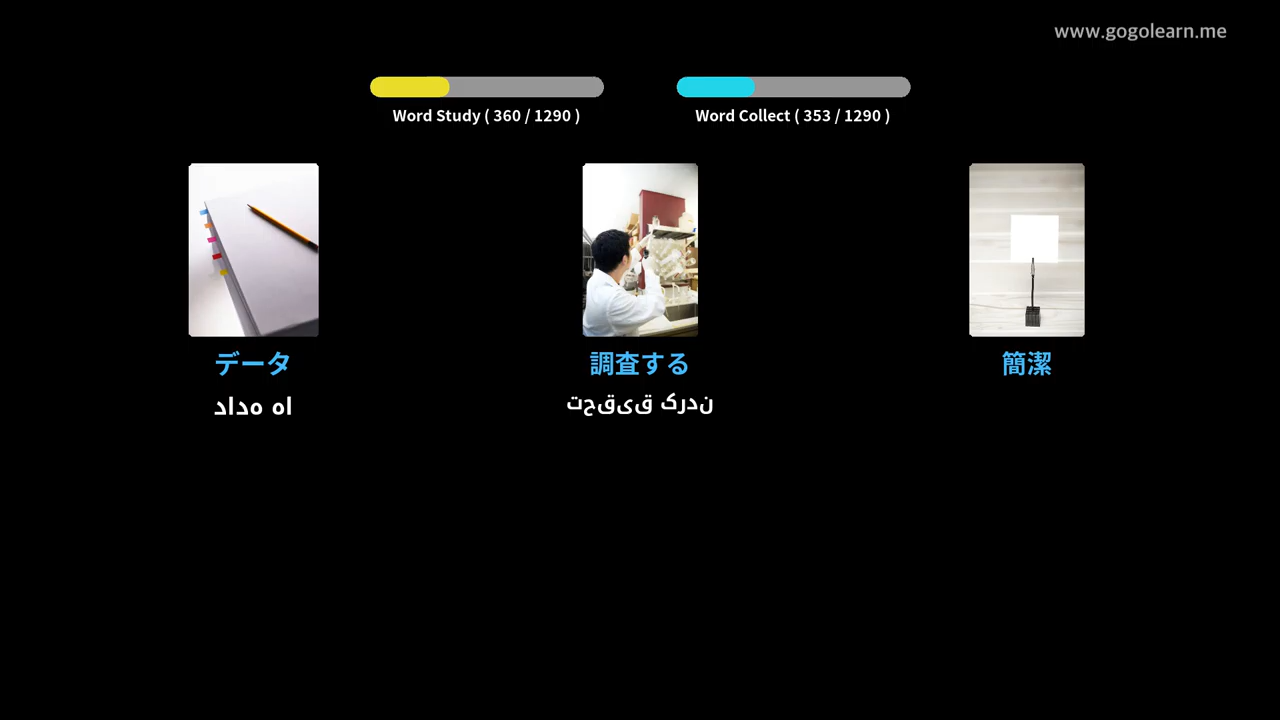 www.gogolearn.me
Word Study ( 360 / 1290 )
Word Collect ( 353 / 1290 )
データ
داده ها
調査する
تحقیق کردن
簡潔